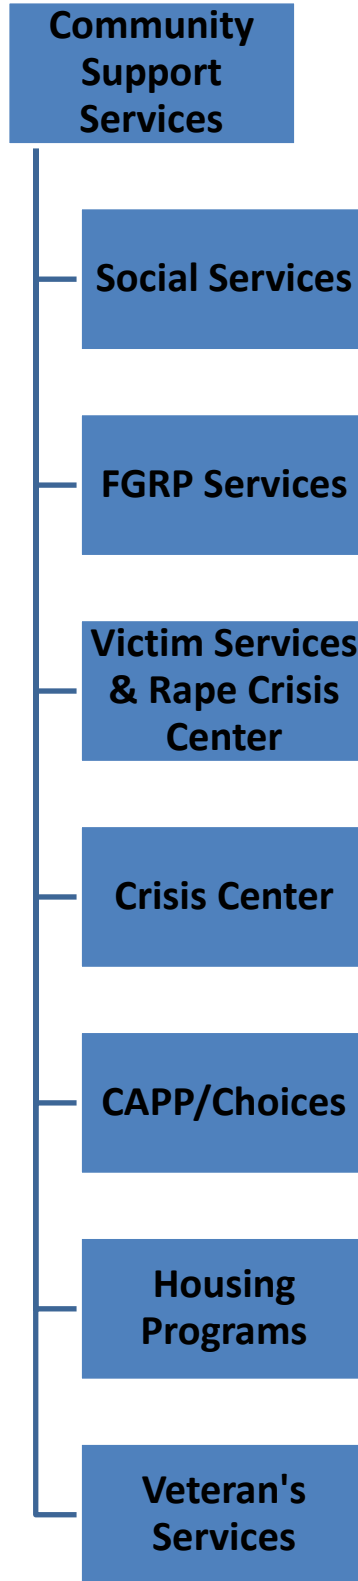 Community
Support
Services
Social Services
FGRP Services
Victim Services
& Rape Crisis
Center
Crisis Center
CAPP/Choices
Housing
Programs
Veteran's
Services